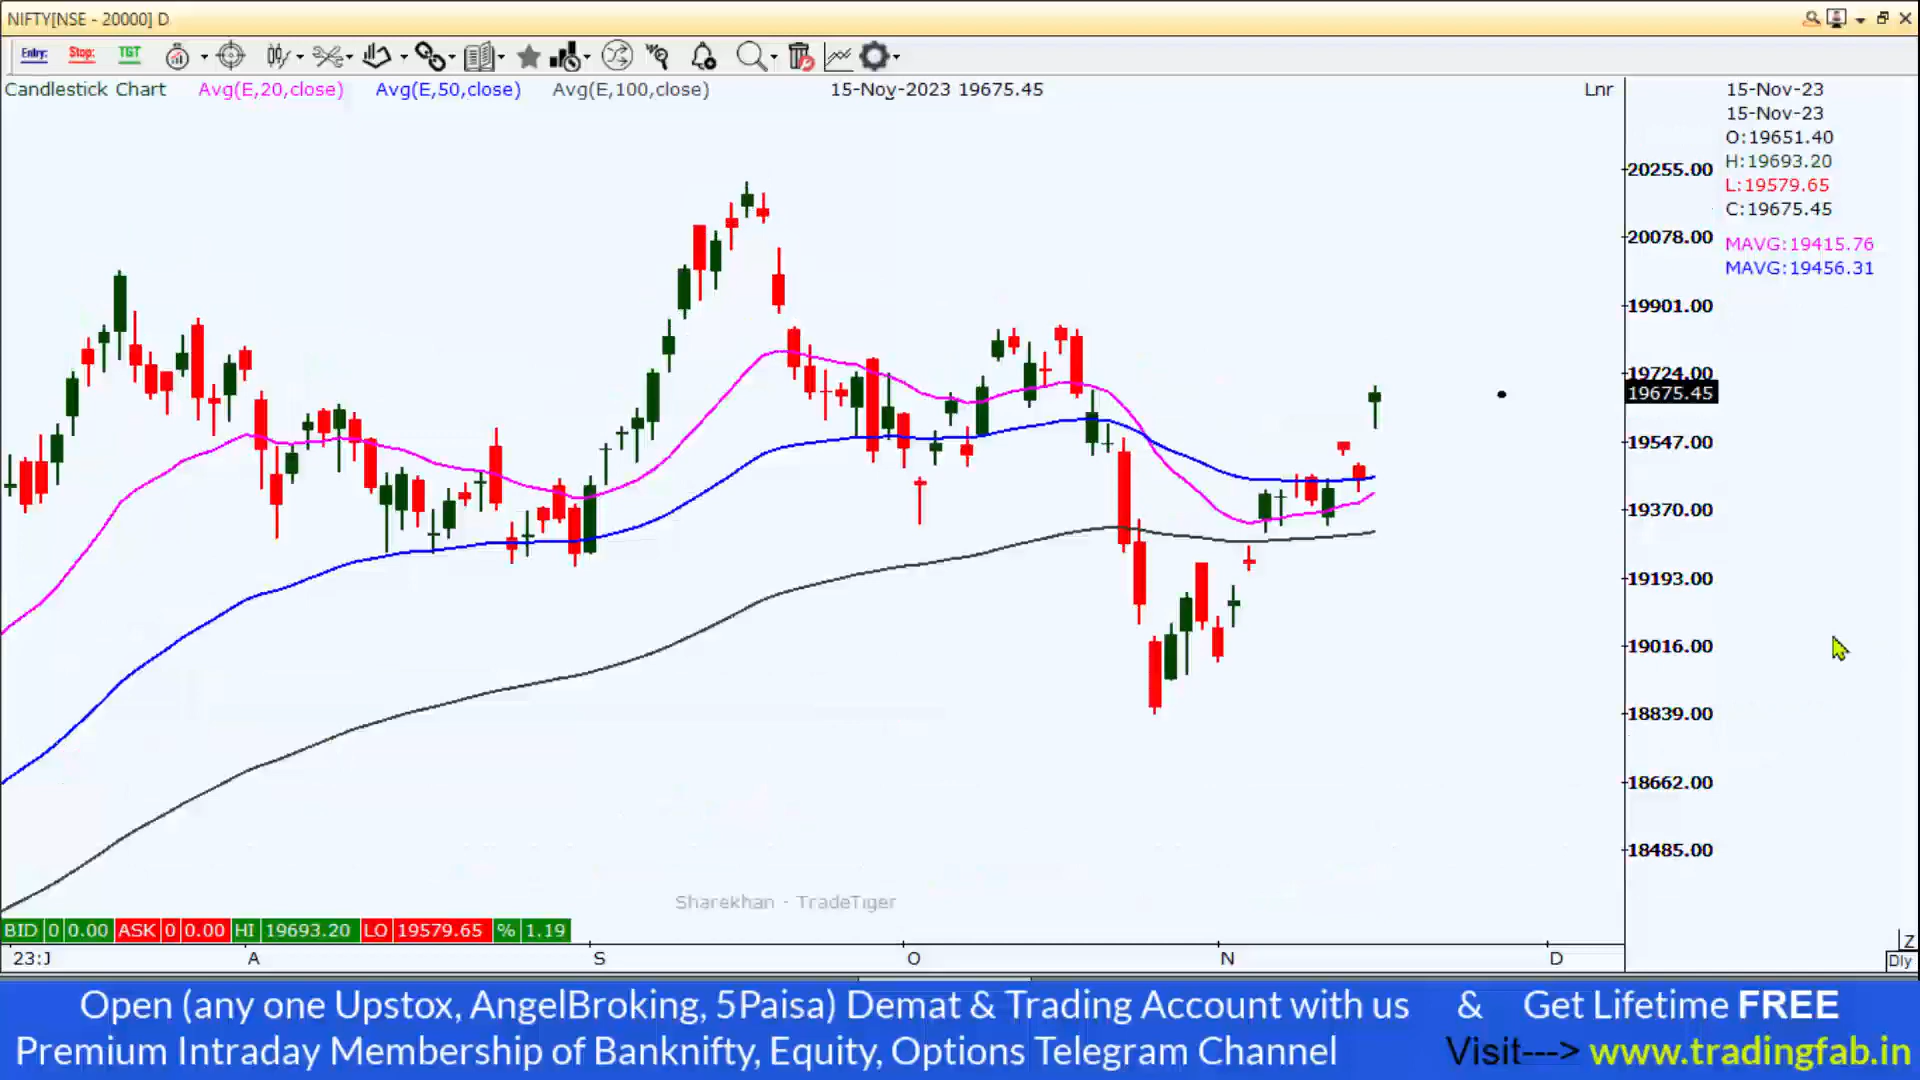 NIFTY[NSE - 20000] D
Entry: Stop: TGT
Candlestick Chart Avg(E,20,close) Avg(E,50,close) Avg(E,100,close) 15-Nov-2023 19675.45 Lnr
15-Nov-23
15-Nov-23
O:19651.40
H:19693.20
L:19579.65
C:19675.45
MAVG:19415.76
MAVG:19456.31
20255.00
20078.00
19901.00
19724.00
19675.45
19547.00
19370.00
19193.00
19016.00
18839.00
18662.00
18485.00
Sharekhan - TradeTiger
BID 0 0.00 ASK 0 0.00 HI 19693.20 LO 19579.65 % 1.19
Z
23:J A S O N D Dly
Open (any one Upstox, AngelBroking, 5Paisa) Demat & Trading Account with us & Get Lifetime FREE
Premium Intraday Membership of Banknifty, Equity, Options Telegram Channel Visit---> www.tradingfab.in